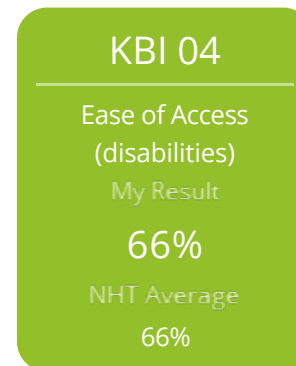 KBI 04
Ease of Access
(disabilities)
My Result
66%
NHT Average
66%